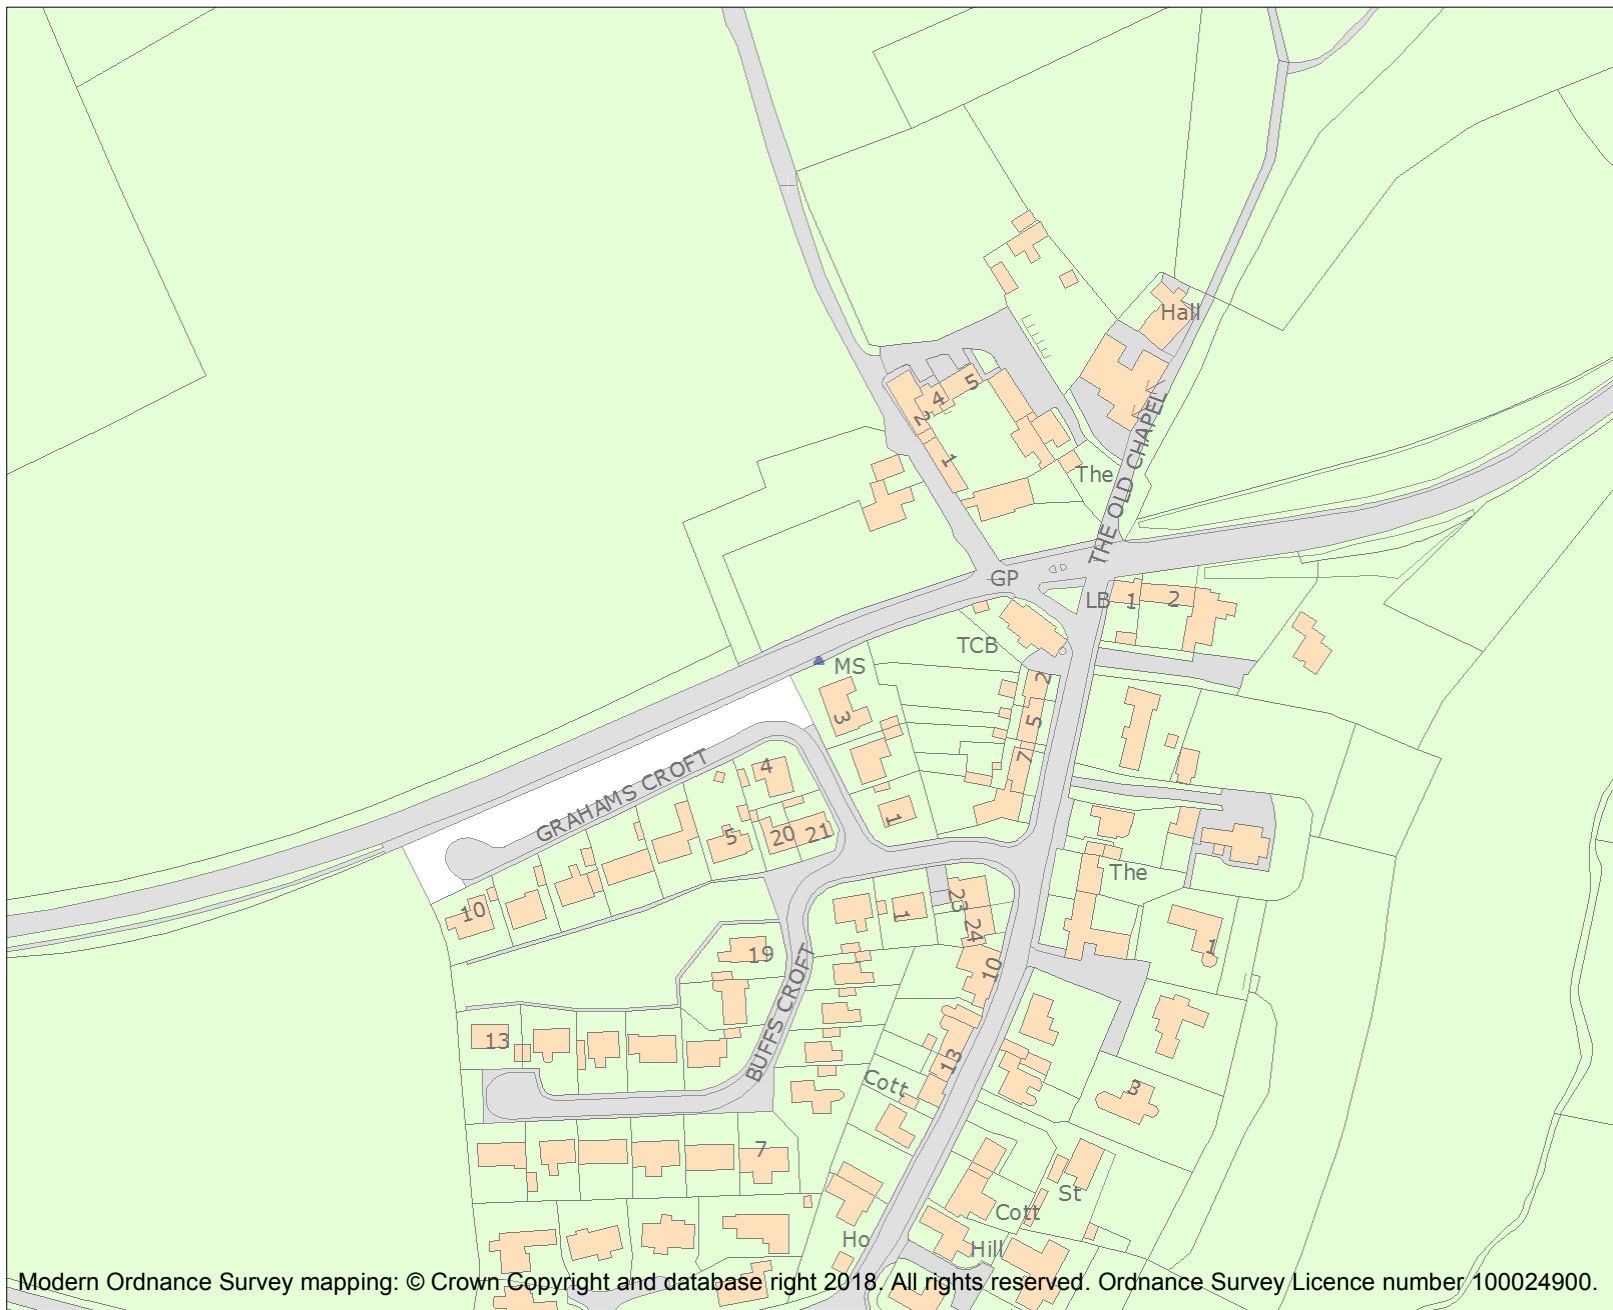 Hall
5
4
2
1
The
THE OLD CHAPEL
GP
LB
1
2
TCB
MS
2
3
5
7
4
GRAHAMS CROFT
1
5
20
21
The
10
23
1
24
1
19
10
BUFFS CROFT
13
13
Cott
3
7
St
Cott
Ho
Hill
Modern Ordnance Survey mapping: © Crown Copyright and database right 2018. All rights reserved. Ordnance Survey Licence number 100024900.